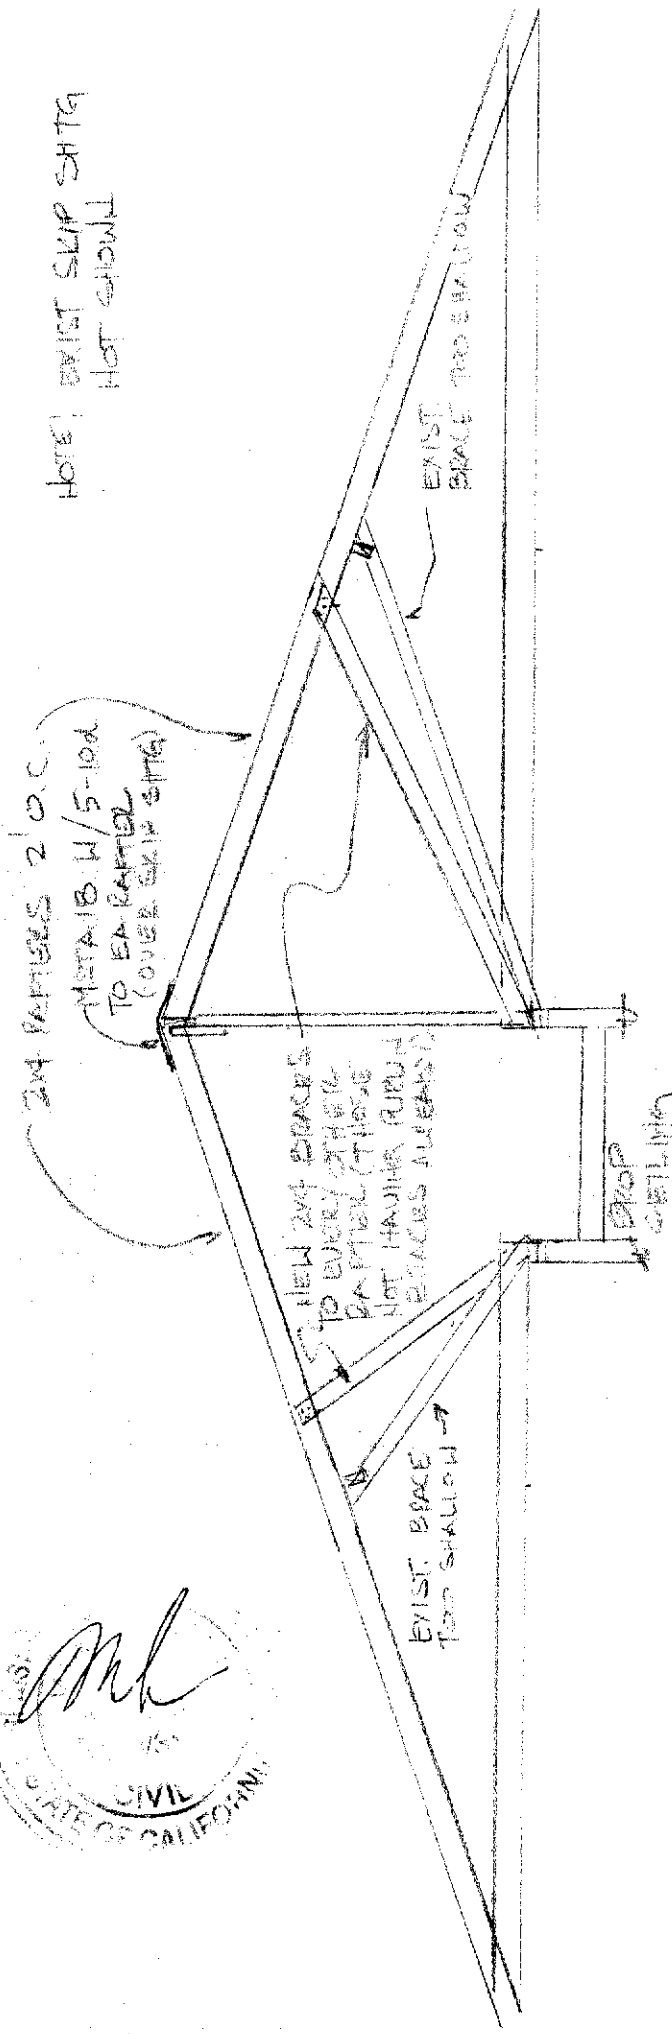 NOTE: EXIST SKIP SHTG
NOT SHOWN
2x4 RAFTERS 2' O.C.
W/5-10d
TO EA RAFTER
(OVER SKIP SHTG)
NEW 2x4 BRACES
TO EVERY OTHER
RAFTER (THOSE
NOT HAVING PURLIN
BRACES ALREADY)
EXIST.
BRACE TOO SHALLOW
EXIST. BRACE
TOO SHALLOW
DROP
CEILING
CIVIL
STATE OF CALIFORNIA